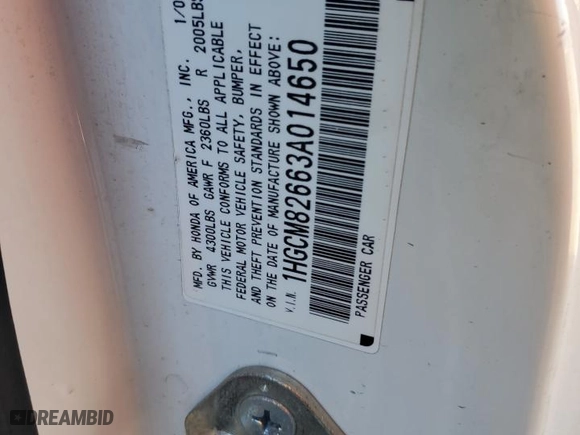 MFD. BY HONDA OF AMERICA MFG., INC. 1/0
GVWR 4300LBS GAWR F 2360LBS R 2005LBS
THIS VEHICLE CONFORMS TO ALL APPLICABLE
FEDERAL MOTOR VEHICLE SAFETY, BUMPER,
AND THEFT PREVENTION STANDARDS IN EFFECT
ON THE DATE OF MANUFACTURE SHOWN ABOVE:
V.I.N. 1HGCM82663A014650
PASSENGER CAR
DREAMBID